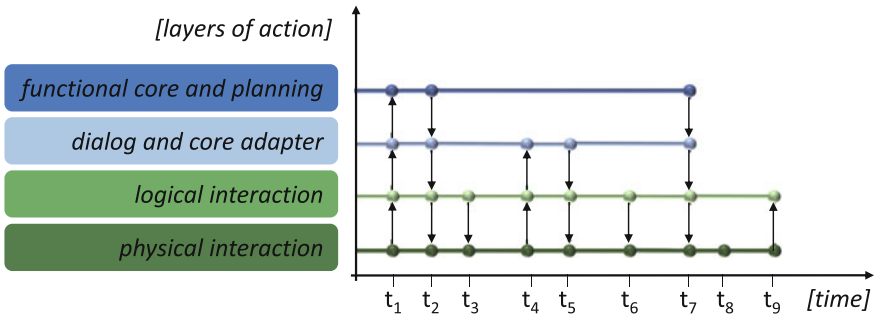 [layers of action]
functional core and planning
dialog and core adapter
logical interaction
physical interaction
t1 t2 t3 t4 t5 t6 t7 t8 t9 [time]